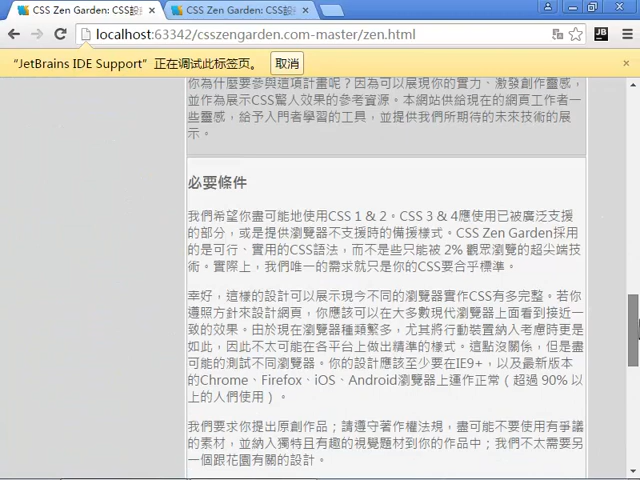 CSS Zen Garden: CSS設
CSS Zen Garden: CSS設
localhost:63342/csszengarden.com-master/zen.html
"JetBrains IDE Support" 正在调试此标签页。 取消
你為什麼要參與這項計畫呢？因為可以展現你的實力、激發創作靈感，
並作為展示CSS驚人效果的參考資源。本網站供給現在的網頁工作者一
些靈感，給予入門者學習的工具，並提供我們所期待的未來技術的展
示。
必要條件
我們希望你盡可能地使用CSS 1 & 2。CSS 3 & 4應使用已被廣泛支援
的部分，或是提供瀏覽器不支援時的備援樣式。CSS Zen Garden採用
的是可行、實用的CSS語法，而不是些只能被 2% 觀眾瀏覽的超尖端技
術。實際上，我們唯一的需求就只是你的CSS要合乎標準。
幸好，這樣的設計可以展示現今不同的瀏覽器實作CSS有多完整。若你
遵照方針來設計網頁，你應該可以在大多數現代瀏覽器上面看到接近一
致的效果。由於現在瀏覽器種類繁多，尤其將行動裝置納入考慮時更是
如此，因此不太可能在各平台上做出精準的樣式。這點沒關係，但是盡
可能的測試不同瀏覽器。你的設計應該至少要在IE9+，以及最新版本
的Chrome、Firefox、iOS、Android瀏覽器上運作正常（超過 90% 以
上的人們使用）。
我們要求你提出原創作品；請遵守著作權法規，盡可能不要使用有爭議
的素材，並納入獨特且有趣的視覺題材到你的作品中；我們不太需要另
一個跟花園有關的設計。